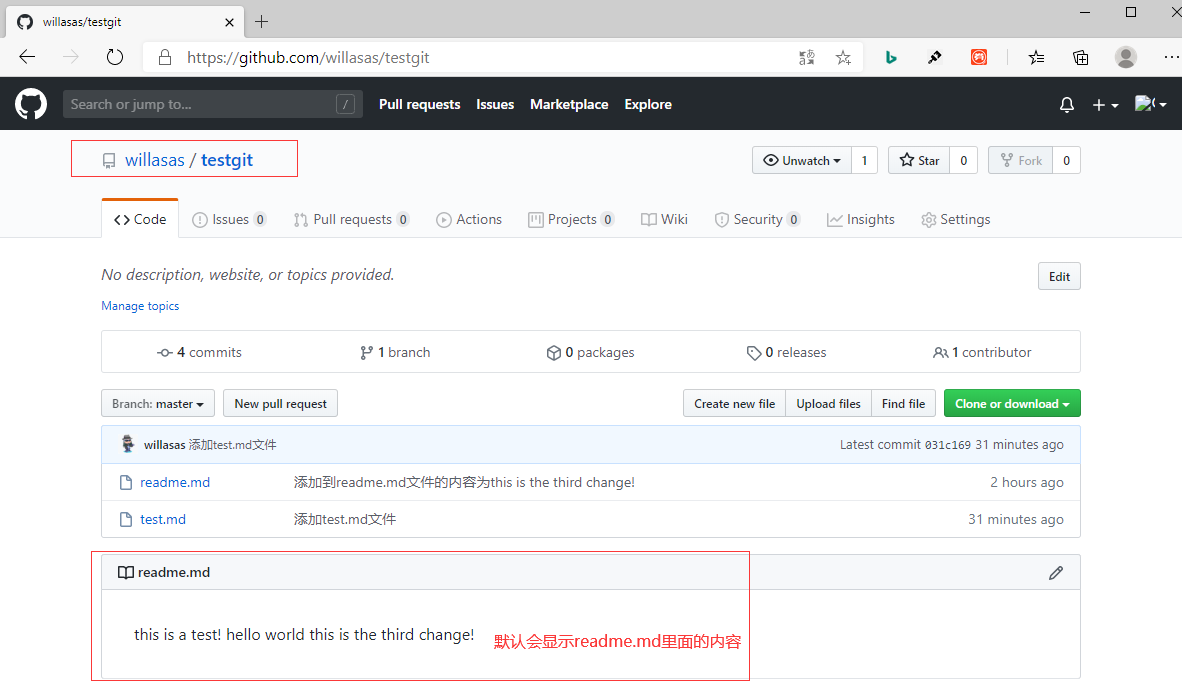 willasas/testgit
https://github.com/willasas/testgit
Search or jump to... / Pull requests Issues Marketplace Explore
willasas / testgit Unwatch 1 Star 0 Fork 0
Code Issues 0 Pull requests 0 Actions Projects 0 Wiki Security 0 Insights Settings
No description, website, or topics provided. Edit
Manage topics
4 commits 1 branch 0 packages 0 releases 1 contributor
Branch: master New pull request Create new file Upload files Find file Clone or download
willasas 添加test.md文件 Latest commit 031c169 31 minutes ago
readme.md 添加到readme.md文件的内容为this is the third change! 2 hours ago
test.md 添加test.md文件 31 minutes ago
readme.md
this is a test! hello world this is the third change! 默认会显示readme.md里面的内容